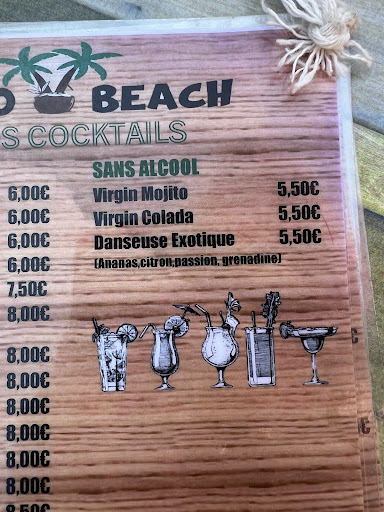 O BEACH
S COCKTAILS
SANS ALCOOL
6,00€ Virgin Mojito 5,50€
6,00€ Virgin Colada 5,50€
6,00€ Danseuse Exotique 5,50€
6,00€ (Ananas,citron,passion, grenadine)
7,50€
8,00€
8,00€
8,00€
8,00€
8,00€
8,00€
8,00€
8,50€